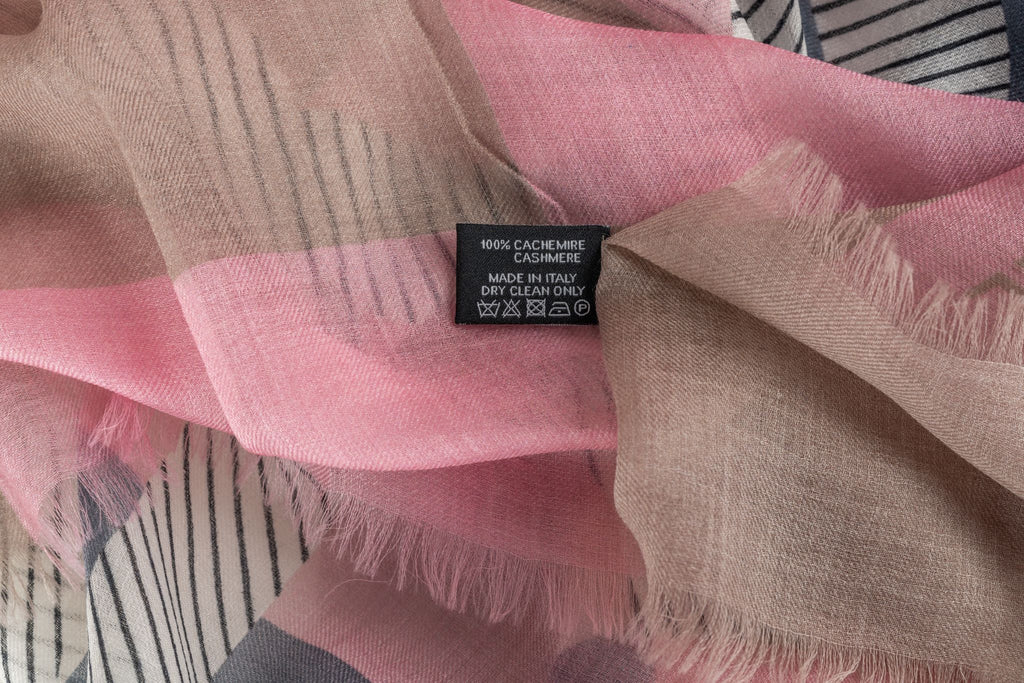 100% CACHEMIRE
CASHMERE
MADE IN ITALY
DRY CLEAN ONLY
P